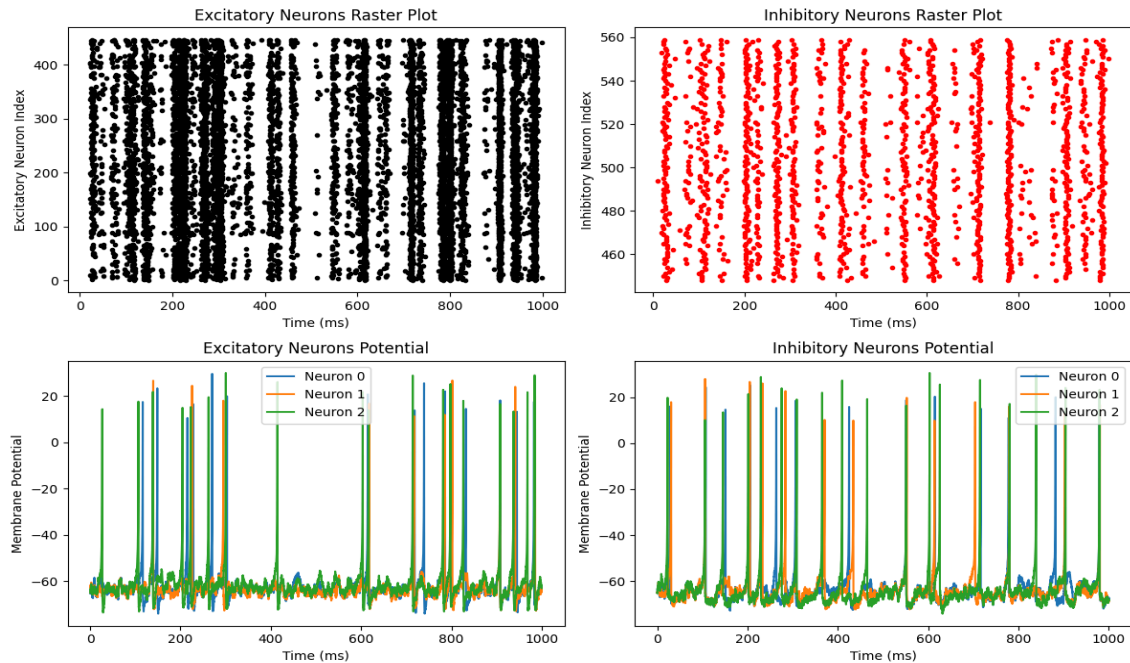 Excitatory Neurons Raster Plot
Excitatory Neuron Index
400
300
200
100
0
0 200 400 600 800 1000
Time (ms)
Inhibitory Neurons Raster Plot
Inhibitory Neuron Index
560
540
520
500
480
460
0 200 400 600 800 1000
Time (ms)
Excitatory Neurons Potential
Membrane Potential
20
0
−20
−40
−60
Neuron 0
Neuron 1
Neuron 2
0 200 400 600 800 1000
Time (ms)
Inhibitory Neurons Potential
Membrane Potential
20
0
−20
−40
−60
Neuron 0
Neuron 1
Neuron 2
0 200 400 600 800 1000
Time (ms)